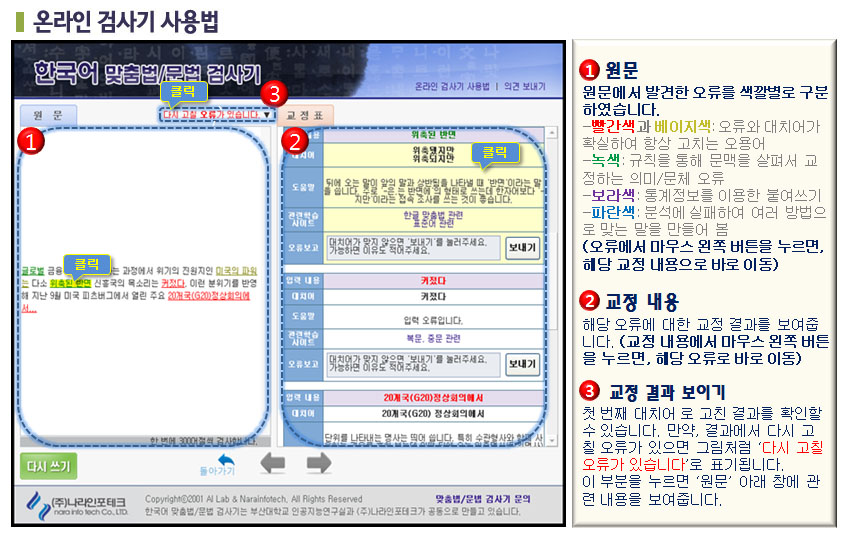 온라인 검사기 사용법
한국어 맞춤법/문법 검사기
온라인 검사기 사용법 | 의견 보내기
클릭
3
원 문
다시 고칠 오류가 있습니다. ▼
교 정 표
1
2
위축된 반면
대치어
위축됐지만
위축되지만
클릭
도움말
뒤에 오는 말이 앞의 말과 상반됨을 나타낼 때 '반면'이라는 말
을 씁니다. 주로 '-은 는 반면에'의 형태로 쓰는데 한자어보다 '-
지만'이라는 접속 조사를 쓰는 것이 좋습니다.
관련학습
사이트
한글 맞춤법 관련
표준어 관련
오류보고
대치어가 맞지 않으면 '보내기'를 눌러주세요.
가능하면 이유도 적어주세요.
보내기
클릭
글로벌 금융 는 과정에서 위기의 진원지인 미국의 파워
는 다소 위축된 반면 신흥국의 목소리는 커졌다. 이런 분위기를 반영
해 지난 9월 미국 피츠버그에서 열린 주요 20개국(G20)정상회의에
서...
입력 내용
커졌다
대치어
커졌다
도움말
입력 오류입니다.
관련학습
사이트
복문, 중문 관련
오류보고
대치어가 맞지 않으면 '보내기'를 눌러주세요.
가능하면 이유도 적어주세요.
보내기
입력 내용
20개국(G20)정상회의에서
대치어
20개국(G20) 정상회의에서
단위를 나타내는 명사는 띄어 씁니다. 특히 수관형사와 함께 사
한 번에 300어절씩 검사합니다.
다시 쓰기
돌아가기
(주)나라인포테크
nara info tech Co., LTD.
Copyright©2001 AI Lab & Narainfotech, All Rights Reserved
맞춤법/문법 검사기 문의
한국어 맞춤법/문법 검사기는 부산대학교 인공지능연구실과 (주)나라인포테크가 공동으로 만들고 있습니다.
1 원문
원문에서 발견한 오류를 색깔별로 구분
하였습니다.
-빨간색과 베이지색: 오류와 대치어가
확실하여 항상 고치는 오용어
-녹색: 규칙을 통해 문맥을 살펴서 교
정하는 의미/문체 오류
-보라색: 통계정보를 이용한 붙여쓰기
-파란색: 분석에 실패하여 여러 방법으
로 맞는 말을 만들어 봄
(오류에서 마우스 왼쪽 버튼을 누르면,
해당 교정 내용으로 바로 이동)
2 교정 내용
해당 오류에 대한 교정 결과를 보여줍
니다. (교정 내용에서 마우스 왼쪽 버튼
을 누르면, 해당 오류로 바로 이동)
3 교정 결과 보이기
첫 번째 대치어 로 고친 결과를 확인할
수 있습니다. 만약, 결과에서 다시 고
칠 오류가 있으면 그림처럼 '다시 고칠
오류가 있습니다'로 표기됩니다.
이 부분을 누르면 '원문' 아래 창에 관
련 내용을 보여줍니다.